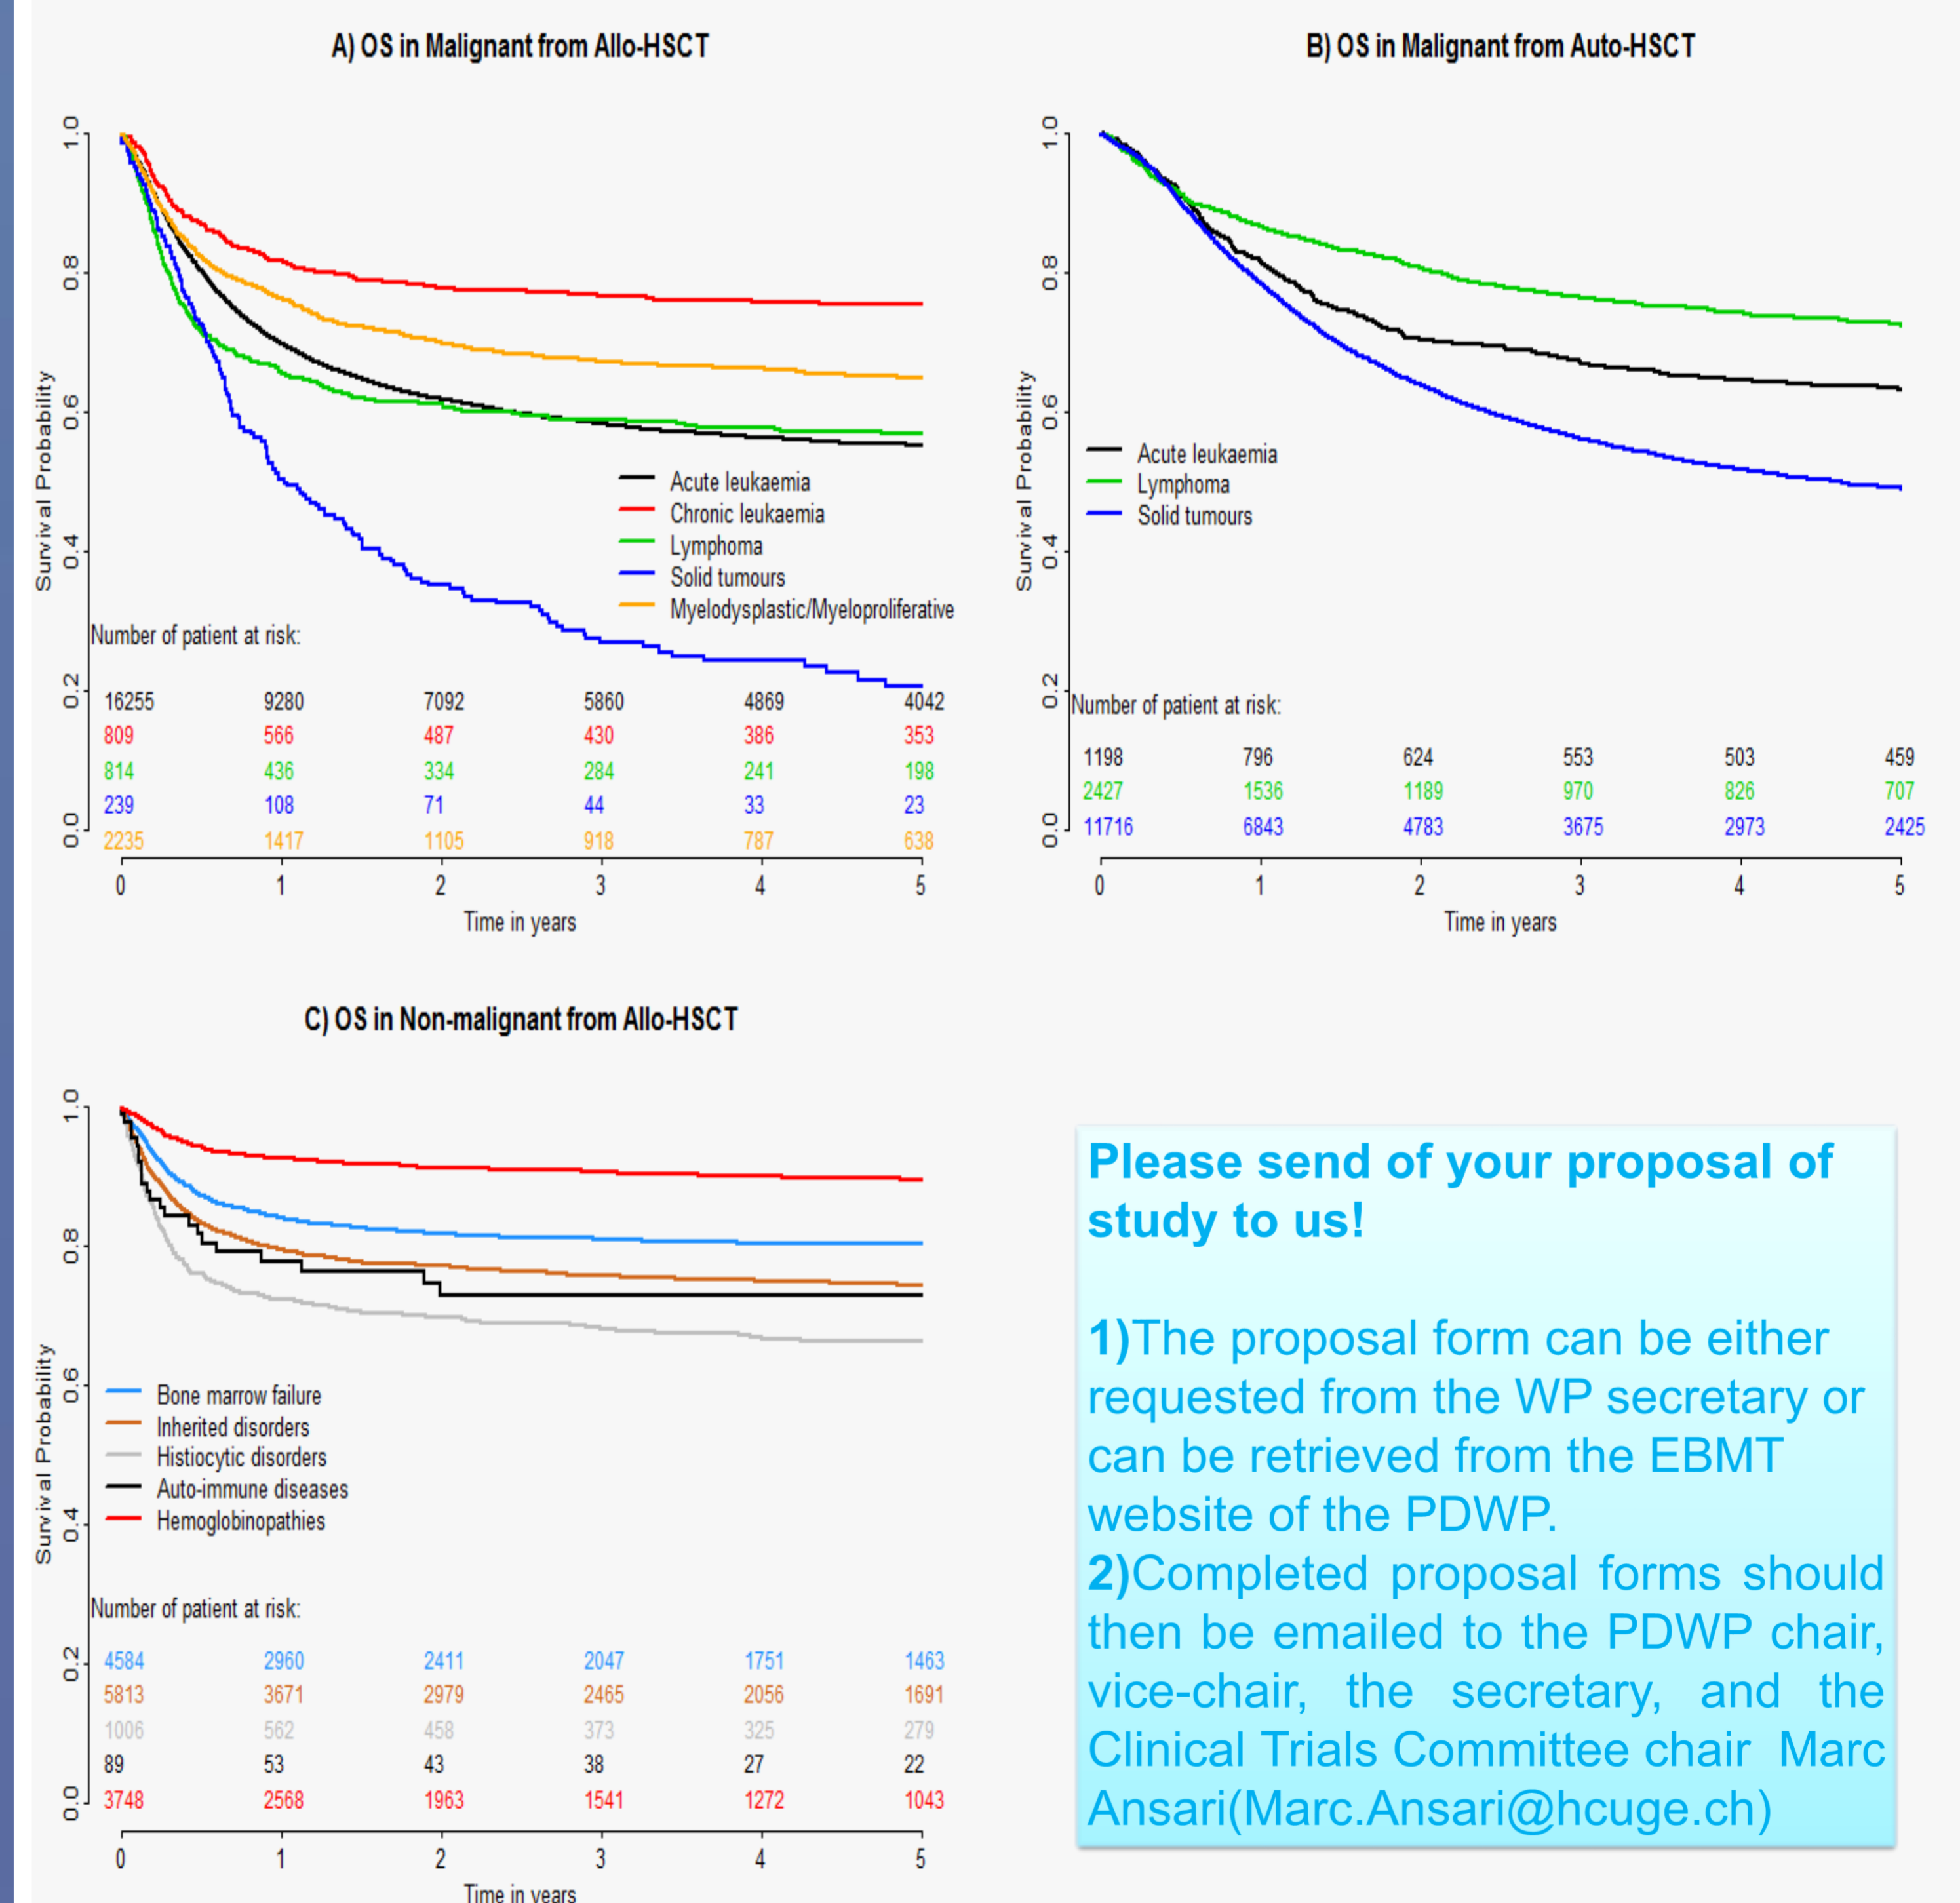 A) OS in Malignant from Allo-HSCT
Survival Probability
1.0
0.8
0.6
0.4
0.2
0.0
Acute leukaemia
Chronic leukaemia
Lymphoma
Solid tumours
Myelodysplastic/Myeloproliferative
Number of patient at risk:
16255 9280 7092 5860 4869 4042
809 566 487 430 386 353
814 436 334 284 241 198
239 108 71 44 33 23
2235 1417 1105 918 787 638
0 1 2 3 4 5
Time in years
B) OS in Malignant from Auto-HSCT
Survival Probability
1.0
0.8
0.6
0.4
0.2
0.0
Acute leukaemia
Lymphoma
Solid tumours
Number of patient at risk:
1198 796 624 553 503 459
2427 1536 1189 970 826 707
11716 6843 4783 3675 2973 2425
0 1 2 3 4 5
Time in years
C) OS in Non-malignant from Allo-HSCT
Survival Probability
1.0
0.8
0.6
0.4
0.2
0.0
Bone marrow failure
Inherited disorders
Histiocytic disorders
Auto-immune diseases
Hemoglobinopathies
Number of patient at risk:
4584 2960 2411 2047 1751 1463
5813 3671 2979 2465 2056 1691
1006 562 458 373 325 279
89 53 43 38 27 22
3748 2568 1963 1541 1272 1043
0 1 2 3 4 5
Time in years
Please send of your proposal of
study to us!
1)The proposal form can be either
requested from the WP secretary or
can be retrieved from the EBMT
website of the PDWP.
2)Completed proposal forms should
then be emailed to the PDWP chair,
vice-chair, the secretary, and the
Clinical Trials Committee chair Marc
Ansari(Marc.Ansari@hcuge.ch)